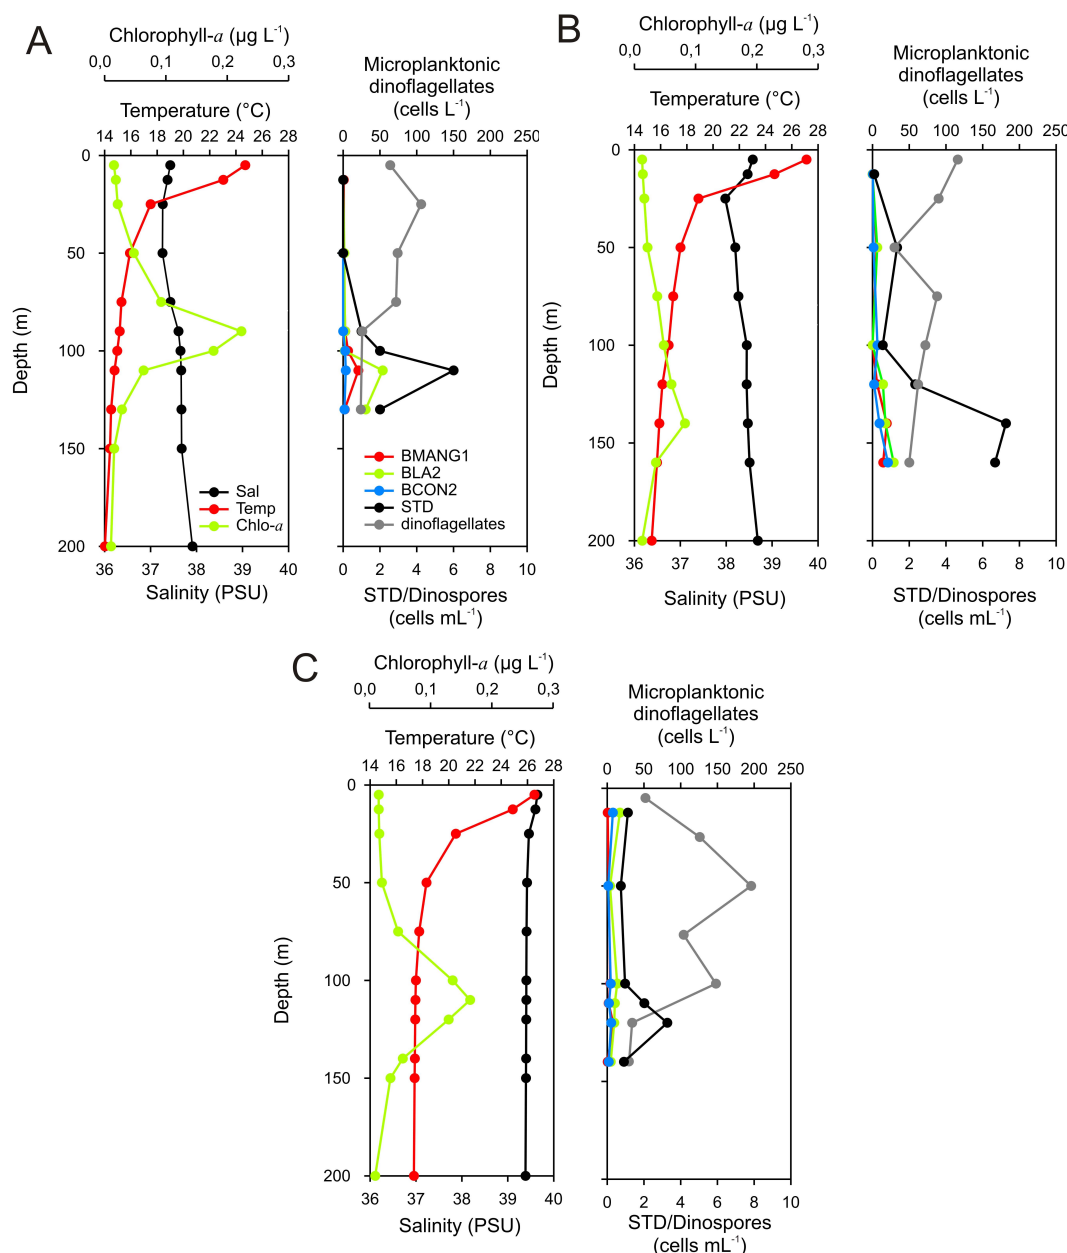 A
Chlorophyll-a (µg L-1)
0,0 0,1 0,2 0,3
Temperature (°C)
14 16 18 20 22 24 26 28
0
50
100
150
200
Depth (m)
Sal
Temp
Chlo-a
36 37 38 39 40
Salinity (PSU)
Microplanktonic
dinoflagellates
(cells L-1)
0 50 100 150 200 250
BMANG1
BLA2
BCON2
STD
dinoflagellates
0 2 4 6 8 10
STD/Dinospores
(cells mL-1)
B
Chlorophyll-a (µg L-1)
0,0 0,1 0,2 0,3
Temperature (°C)
14 16 18 20 22 24 26 28
0
50
100
150
200
Depth (m)
36 37 38 39 40
Salinity (PSU)
Microplanktonic
dinoflagellates
(cells L-1)
0 50 100 150 200 250
0 2 4 6 8 10
STD/Dinospores
(cells mL-1)
C
Chlorophyll-a (µg L-1)
0,0 0,1 0,2 0,3
Temperature (°C)
14 16 18 20 22 24 26 28
0
50
100
150
200
Depth (m)
36 37 38 39 40
Salinity (PSU)
Microplanktonic
dinoflagellates
(cells L-1)
0 50 100 150 200 250
0 2 4 6 8 10
STD/Dinospores
(cells mL-1)